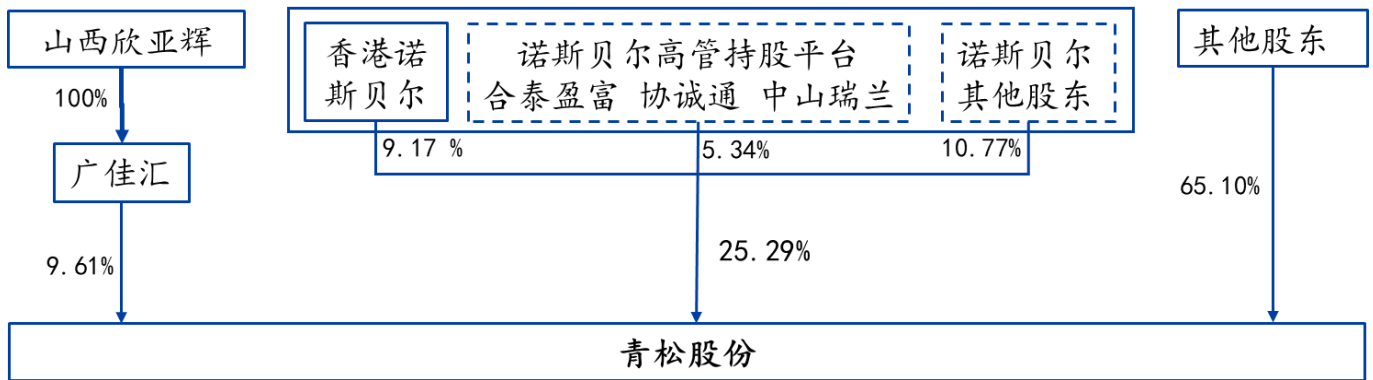 山西欣亚辉
香港诺
斯贝尔
诺斯贝尔高管持股平台
合泰盈富 协诚通 中山瑞兰
诺斯贝尔
其他股东
其他股东
100%
9.17 %
5.34%
10.77%
广佳汇
65.10%
9.61%
25.29%
青松股份